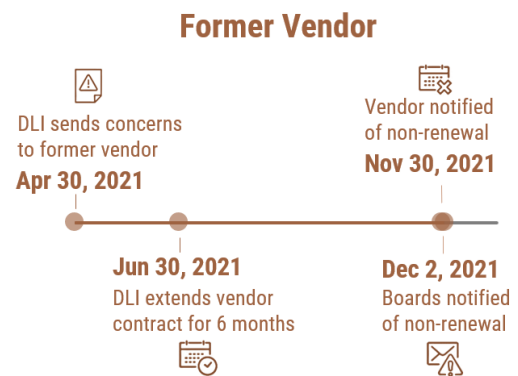 Former Vendor
DLI sends concerns
to former vendor
Apr 30, 2021
Vendor notified
of non-renewal
Nov 30, 2021
Jun 30, 2021
DLI extends vendor
contract for 6 months
Dec 2, 2021
Boards notified
of non-renewal